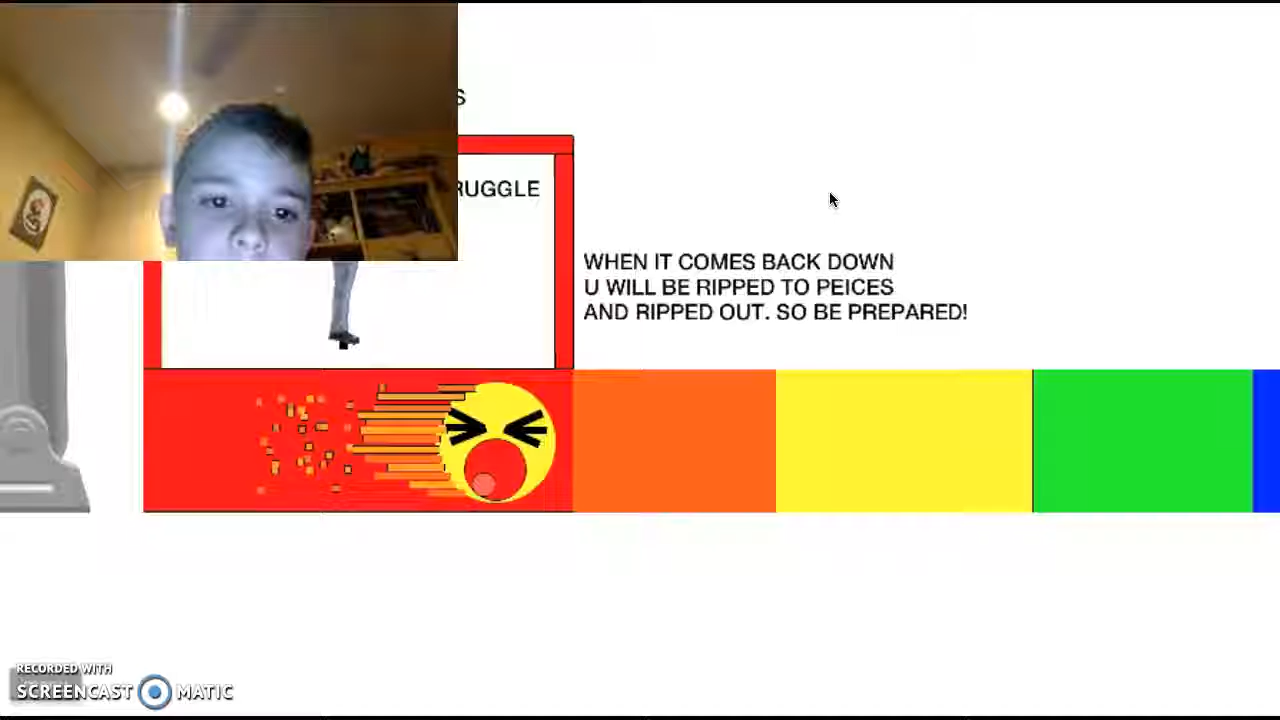 WHEN IT COMES BACK DOWN
U WILL BE RIPPED TO PEICES
AND RIPPED OUT. SO BE PREPARED!
RECORDED WITH
SCREENCAST MATIC